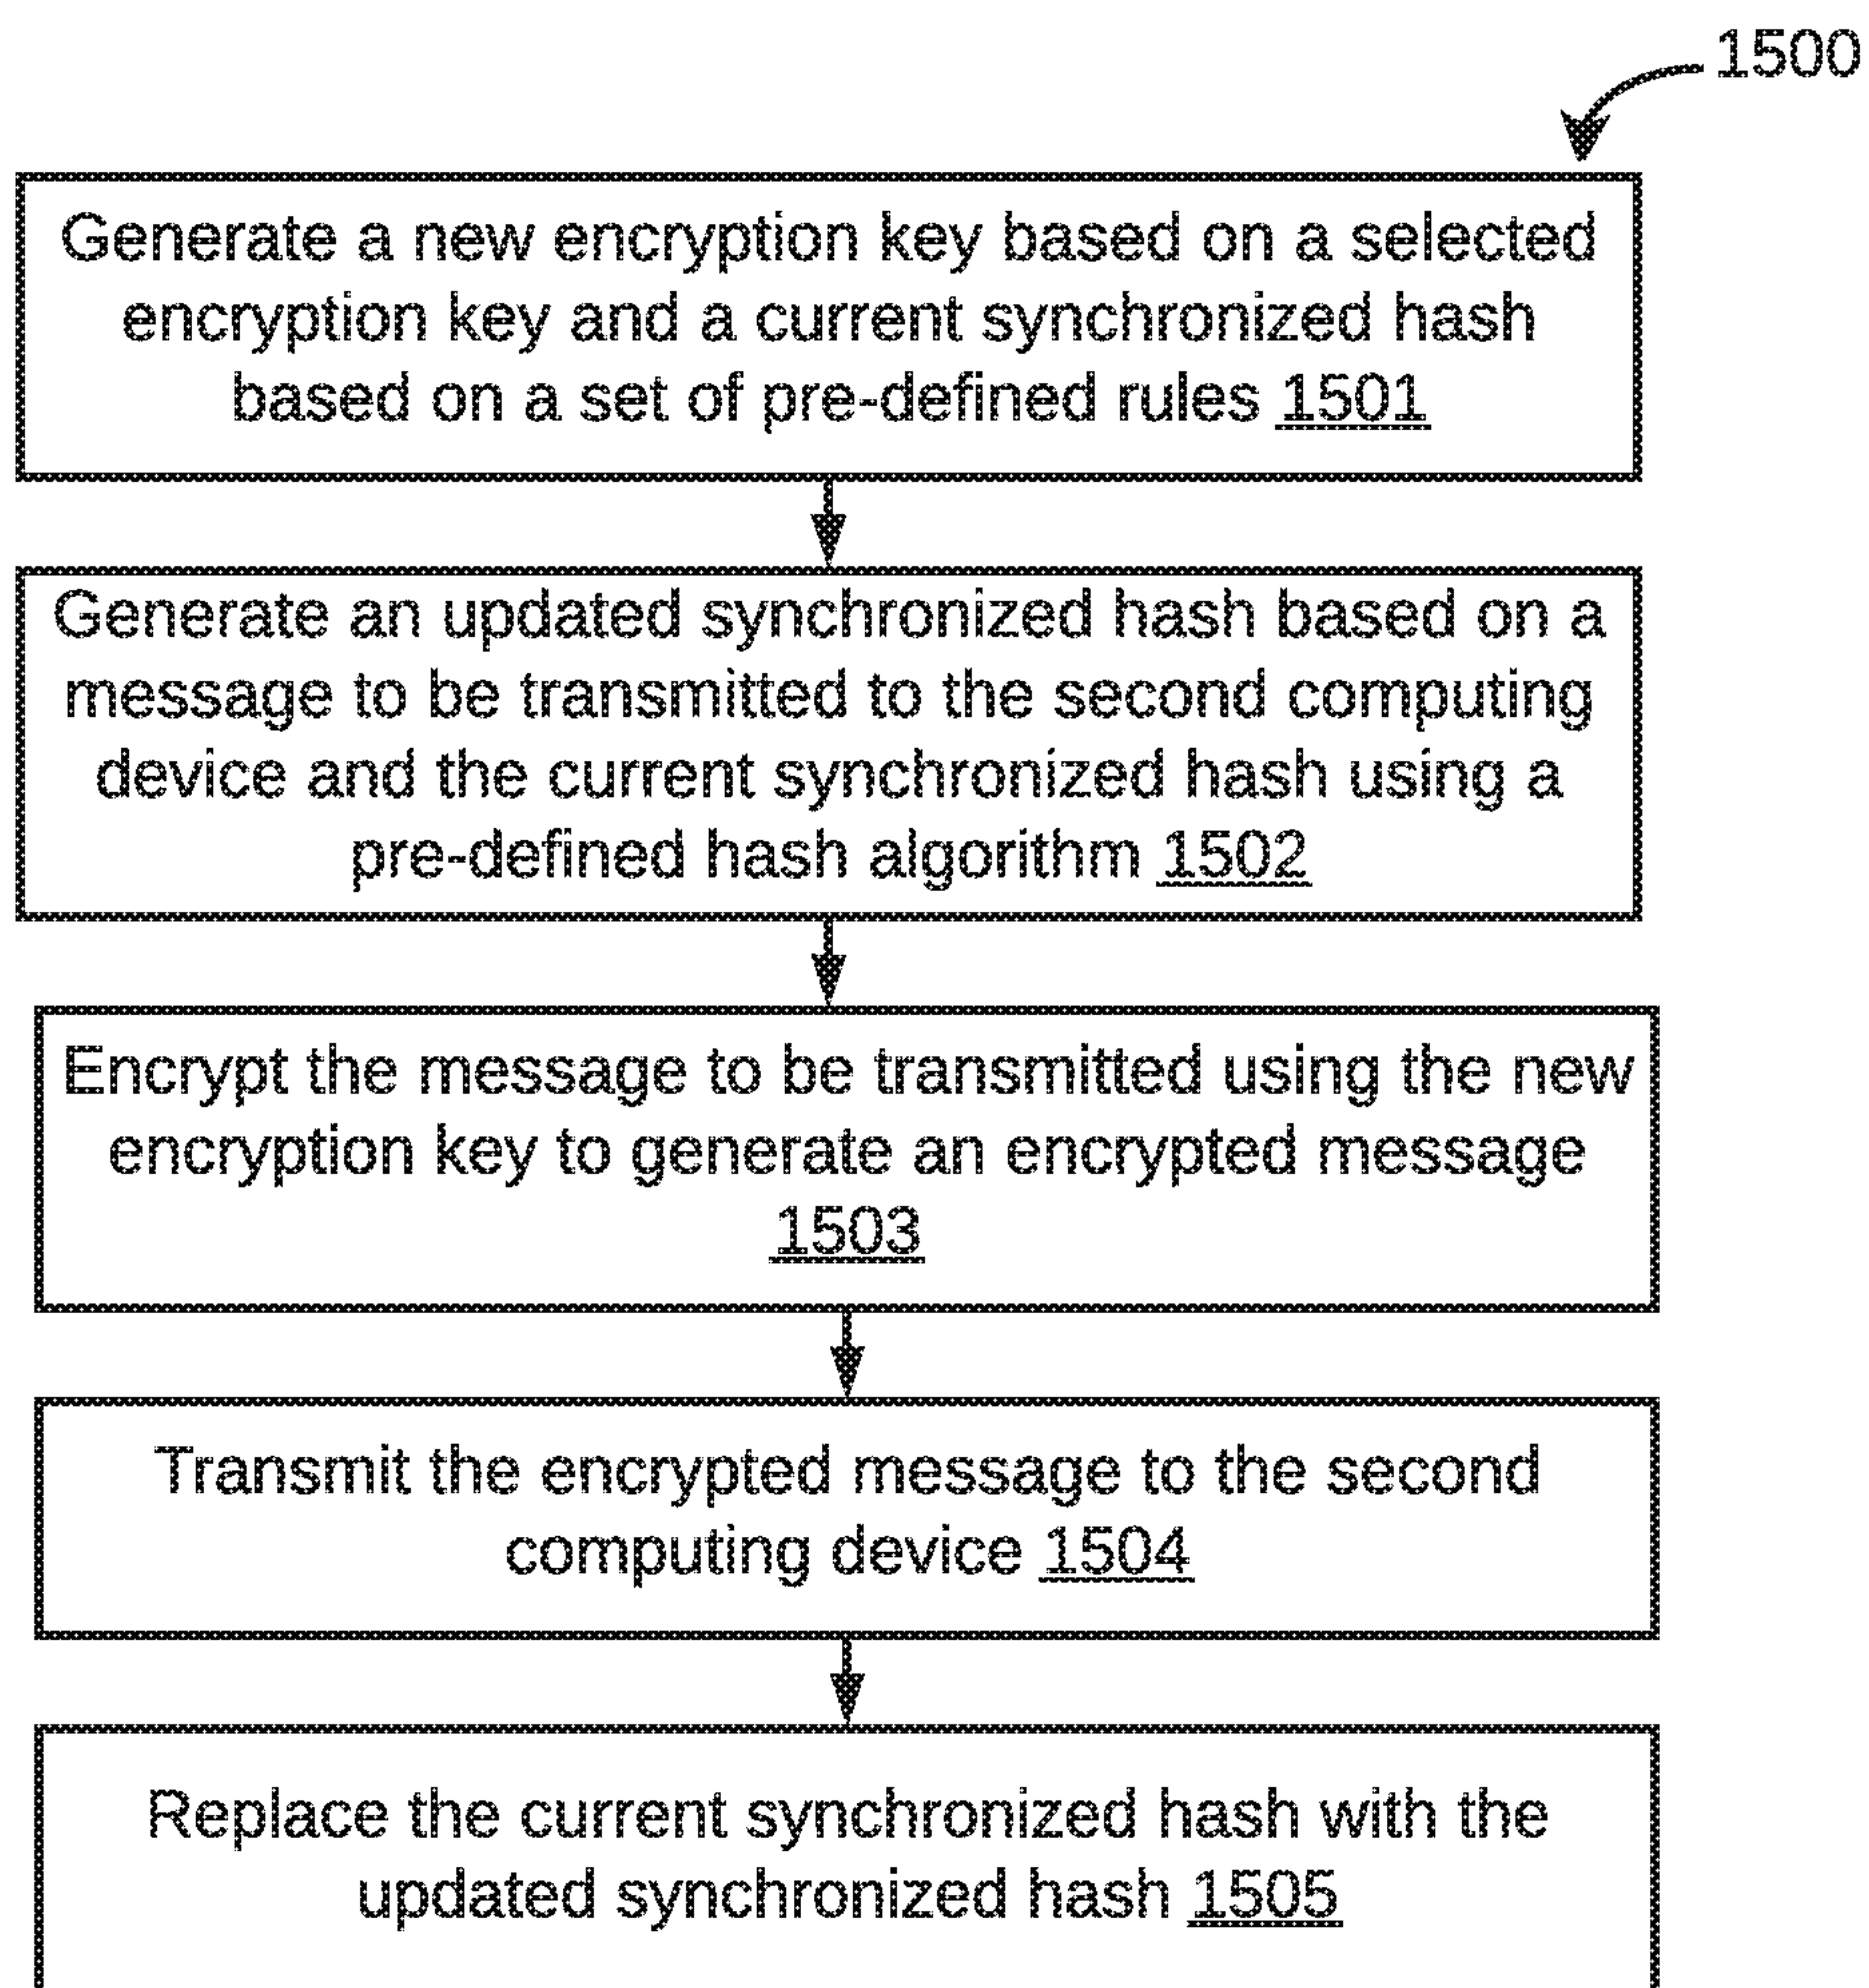 1500
Generate a new encryption key based on a selected
encryption key and a current synchronized hash
based on a set of pre-defined rules 1501
Generate an updated synchronized hash based on a
message to be transmitted to the second computing
device and the current synchronized hash using a
pre-defined hash algorithm 1502
Encrypt the message to be transmitted using the new
encryption key to generate an encrypted message
1503
Transmit the encrypted message to the second
computing device 1504
Replace the current synchronized hash with the
updated synchronized hash 1505